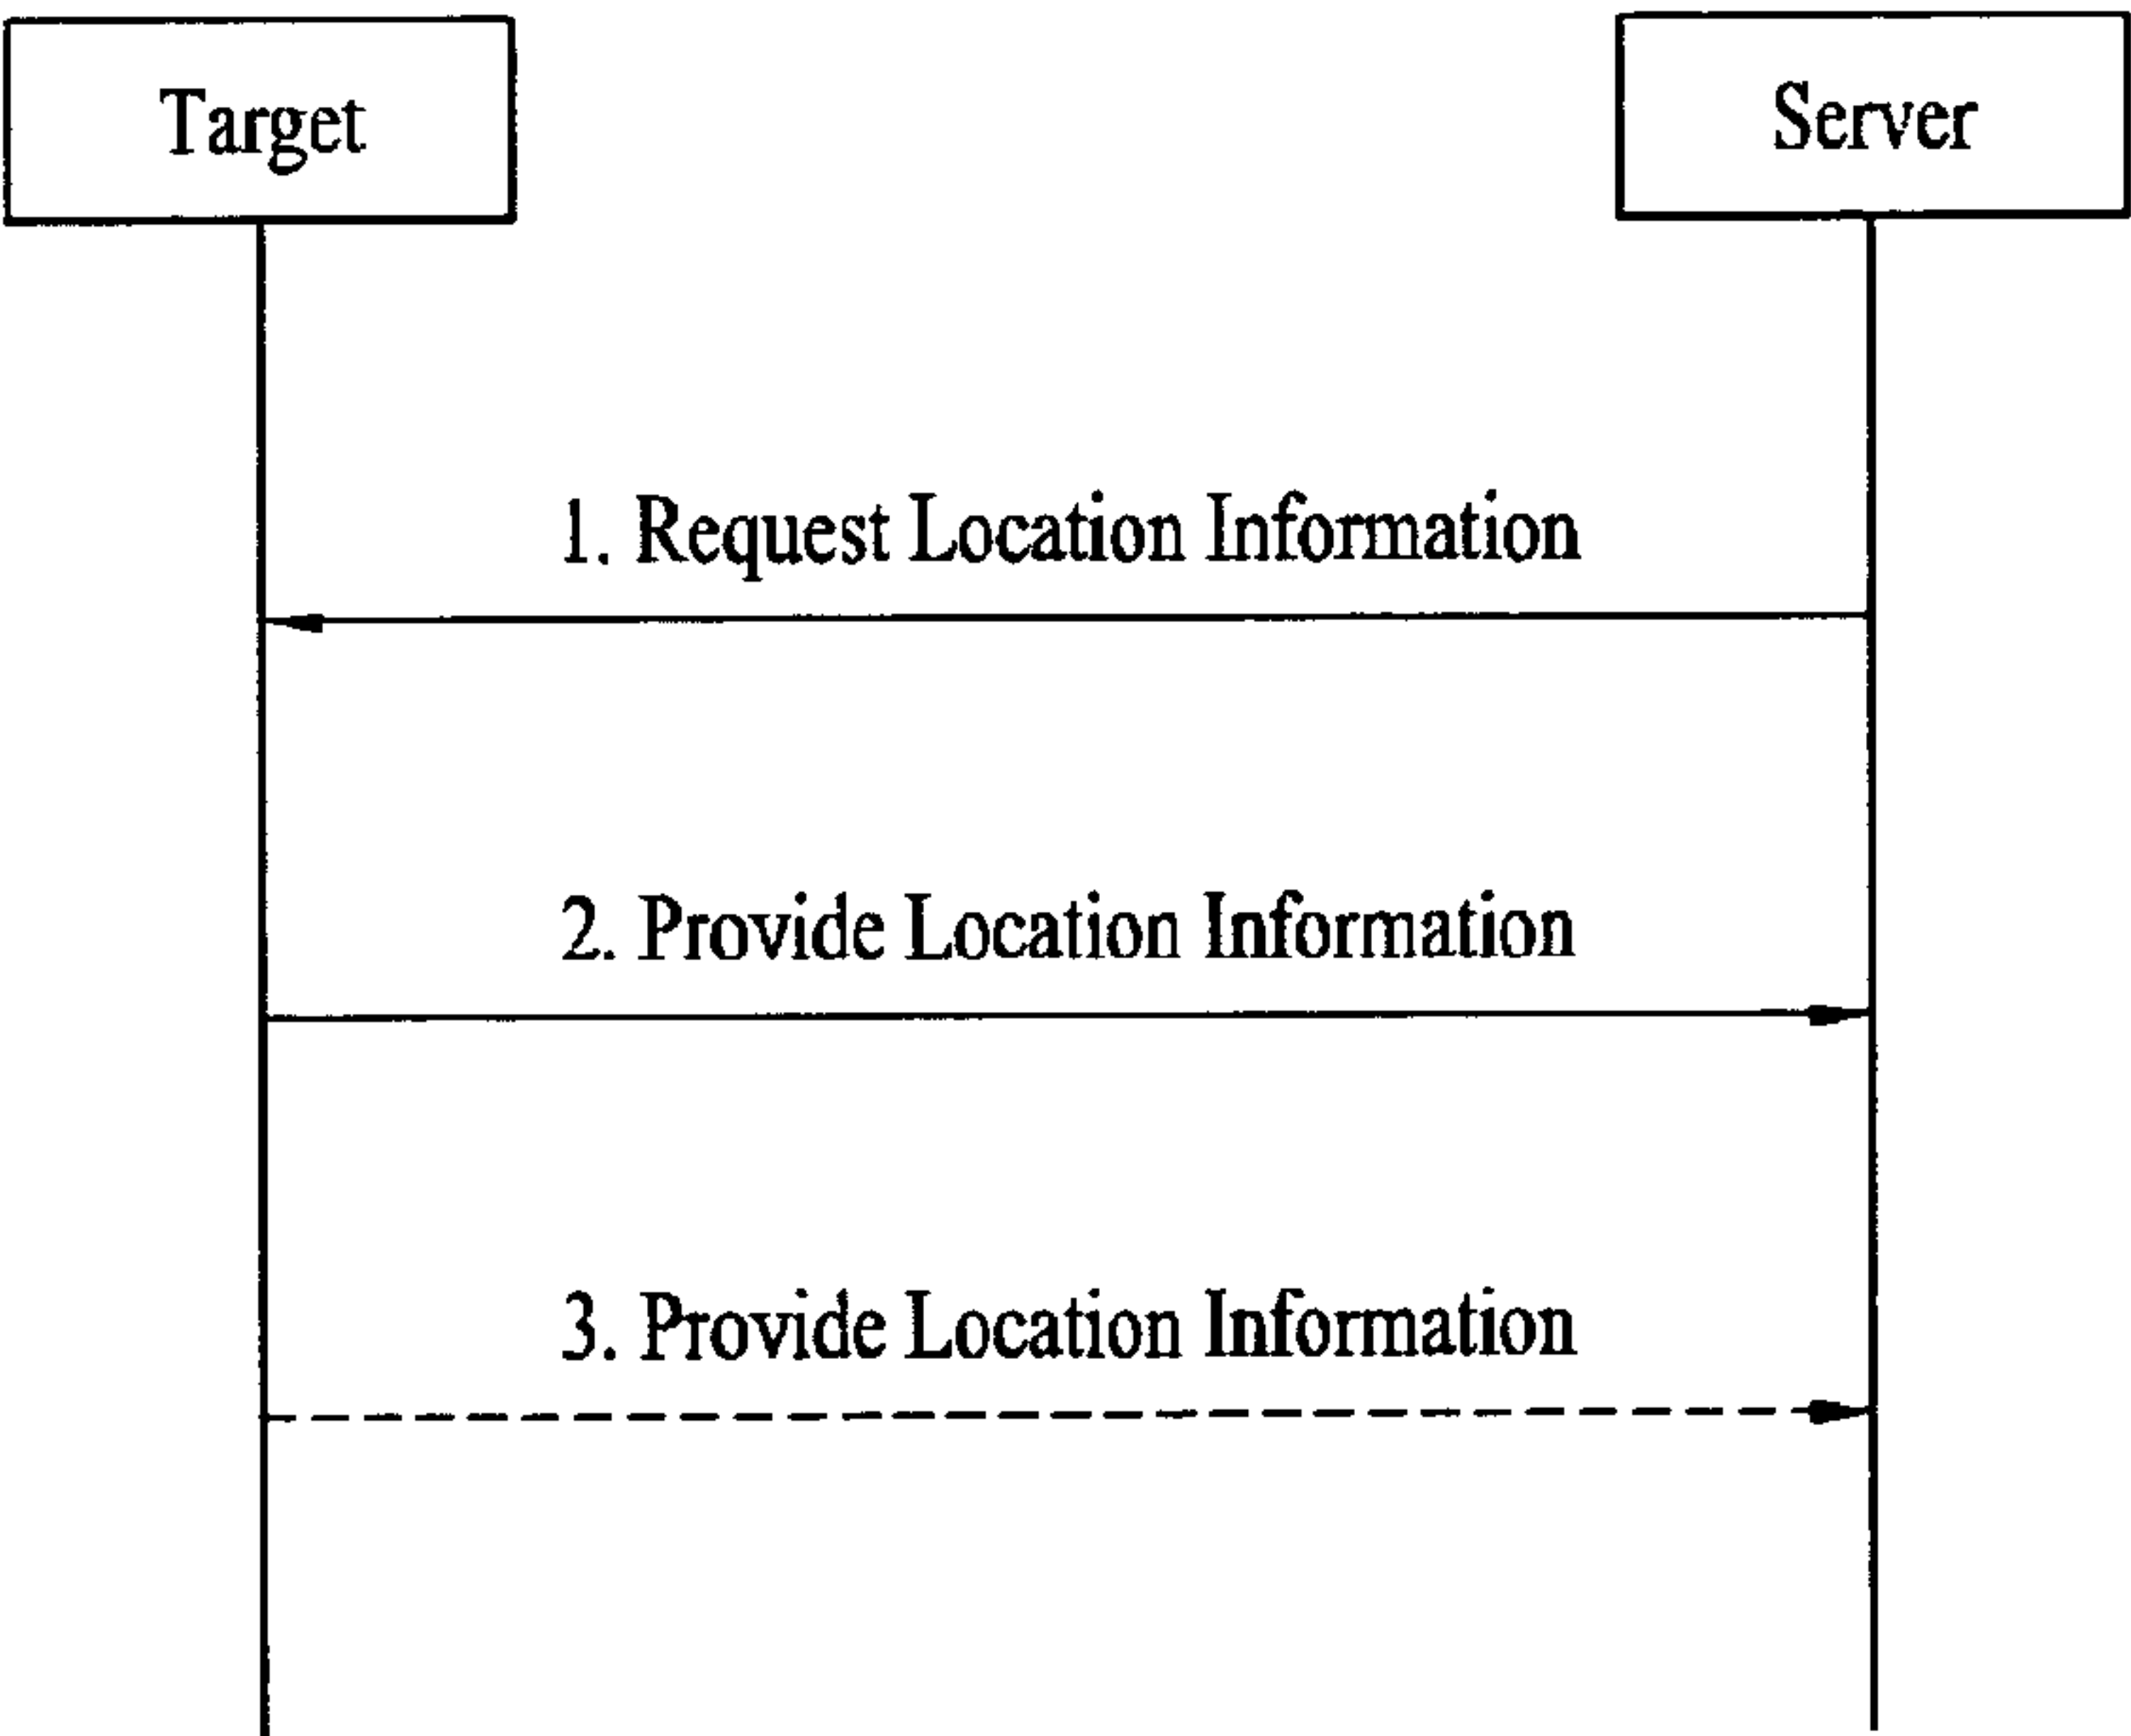 Target
Server
1. Request Location Information
2. Provide Location Information
3. Provide Location Information